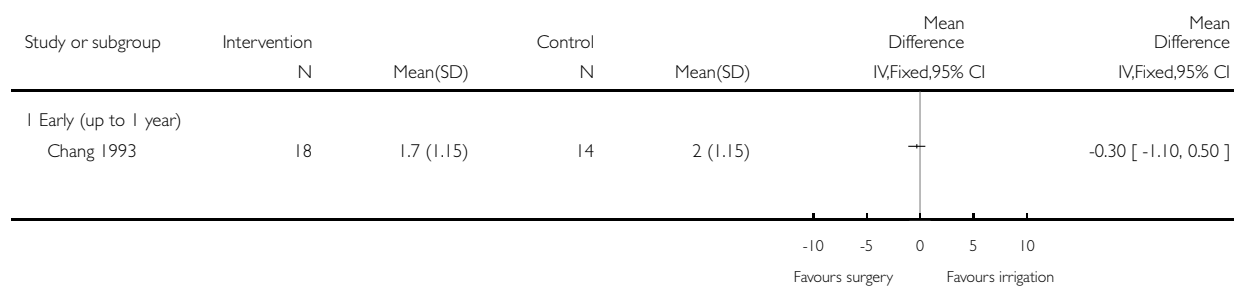 Study or subgroup Intervention Control Mean Difference Mean Difference
N Mean(SD) N Mean(SD) IV,Fixed,95% CI IV,Fixed,95% CI
1 Early (up to 1 year)
Chang 1993 18 1.7 (1.15) 14 2 (1.15) -0.30 [ -1.10, 0.50 ]
-10 -5 0 5 10
Favours surgery Favours irrigation